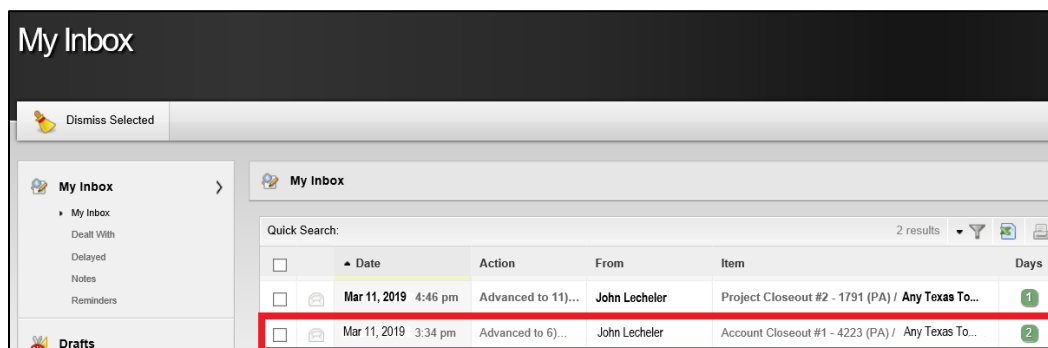 My Inbox
Dismiss Selected
My Inbox
My Inbox
Dealt With
Delayed
Notes
Reminders
Drafts
My Inbox
Quick Search: 2 results
Date Action From Item Days
Mar 11, 2019 4:46 pm Advanced to 11)... John Lecheler Project Closeout #2 - 1791 (PA) / Any Texas To... 1
Mar 11, 2019 3:34 pm Advanced to 6)... John Lecheler Account Closeout #1 - 4223 (PA) / Any Texas To... 2